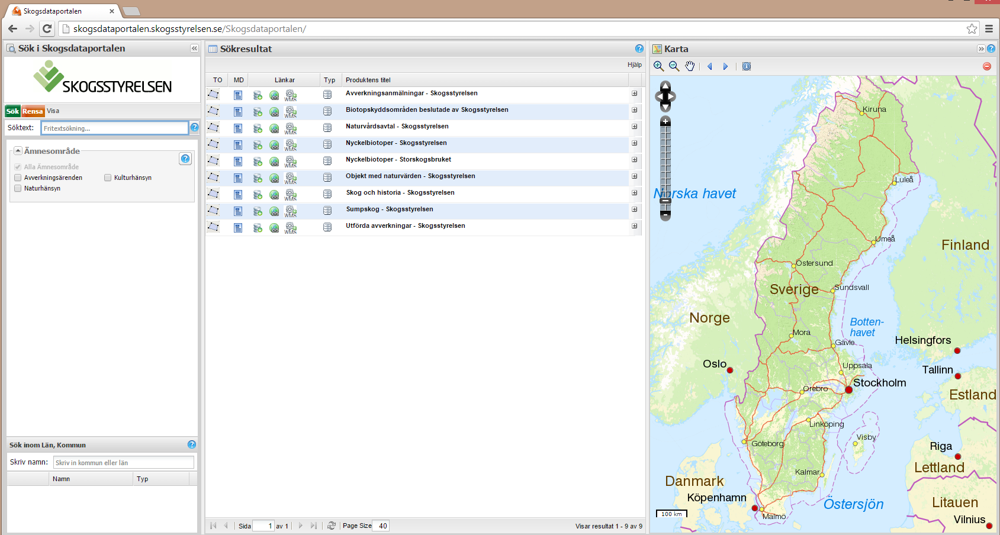 Skogsdataportalen
skogsdataportalen.skogsstyrelsen.se/Skogsdataportalen/
Sök i Skogsdataportalen
SKOGSSTYRELSEN
Sök Rensa Visa
Söktext: Fritextsökning...
Ämnesområde
Alla Ämnesområde
Avverkningsärenden Kulturhänsyn
Naturhänsyn
Sök inom Län, Kommun
Skriv namn: Skriv in kommun eller län
Namn Typ
Sökresultat
Hjälp
TO MD Länkar Typ Produktens titel
WMS Avverkningsanmälningar - Skogsstyrelsen
WMS Biotopskyddsområden beslutade av Skogsstyrelsen
WMS Naturvårdsavtal - Skogsstyrelsen
WMS Nyckelbiotoper - Skogsstyrelsen
WMS Nyckelbiotoper - Storskogsbruket
WMS Objekt med naturvärden - Skogsstyrelsen
WMS Skog och historia - Skogsstyrelsen
WMS Sumpskog - Skogsstyrelsen
WMS Utförda avverkningar - Skogsstyrelsen
Sida 1 av 1 Page Size 40 Visar resultat 1 - 9 av 9
Karta
Kiruna
Luleå
Norska havet
Umeå
Finland
Östersund
Sundsvall
Sverige
Norge
Botten-
havet
Mora
Gävle
Helsingfors
Oslo
Uppsala
Tallinn
Stockholm
Örebro
Estland
Linköping
Visby
Göteborg
Riga
Lettland
Kalmar
Danmark
Köpenhamn
Östersjön
Litauen
100 km
Malmö
Vilnius